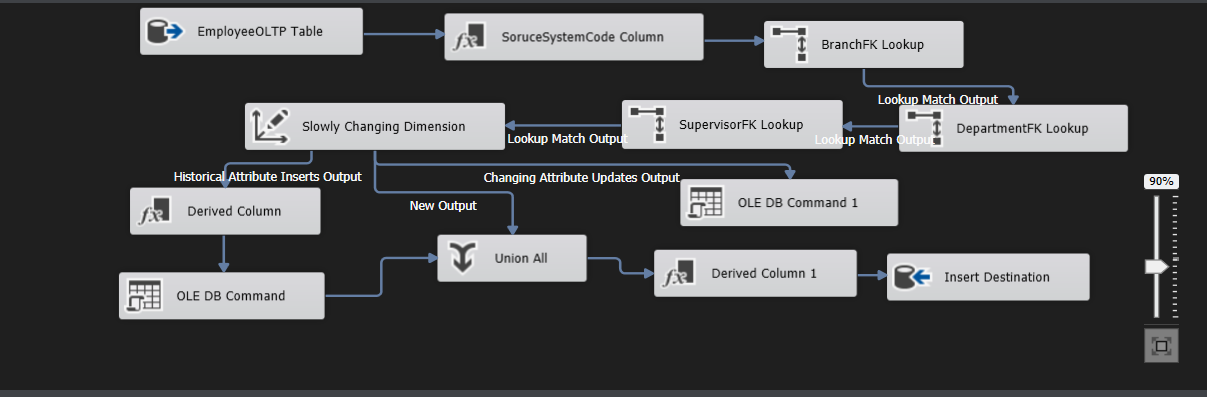 EmployeeOLTP Table
SoruceSystemCode Column
BranchFK Lookup
Lookup Match Output
DepartmentFK Lookup
Lookup Match Output
SupervisorFK Lookup
Lookup Match Output
Slowly Changing Dimension
Historical Attribute Inserts Output
Changing Attribute Updates Output
New Output
Derived Column
OLE DB Command 1
OLE DB Command
Union All
Derived Column 1
Insert Destination
90%